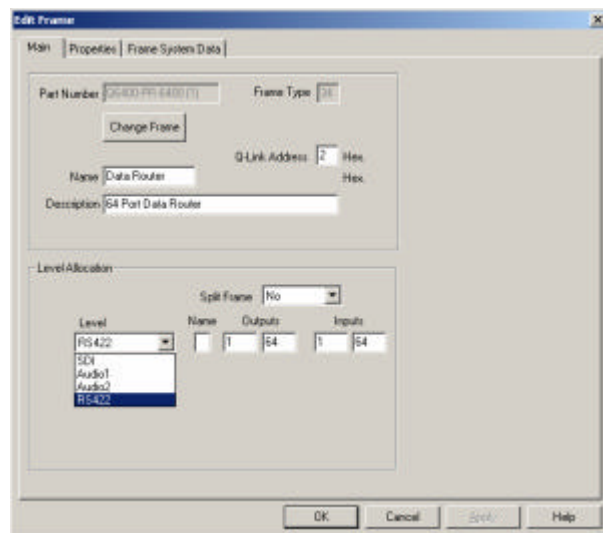 Edit Frame
Main Properties Frame System Data
Part Number Frame Type
Change Frame
Q-Link Address 2 Hex.
Name Data Router Hex.
Description 64 Port Data Router
Level Allocation
Split Frame No
Level Name Outputs Inputs
RS422 1 64 1 64
SDI
Audio1
Audio2
RS422
OK Cancel Apply Help